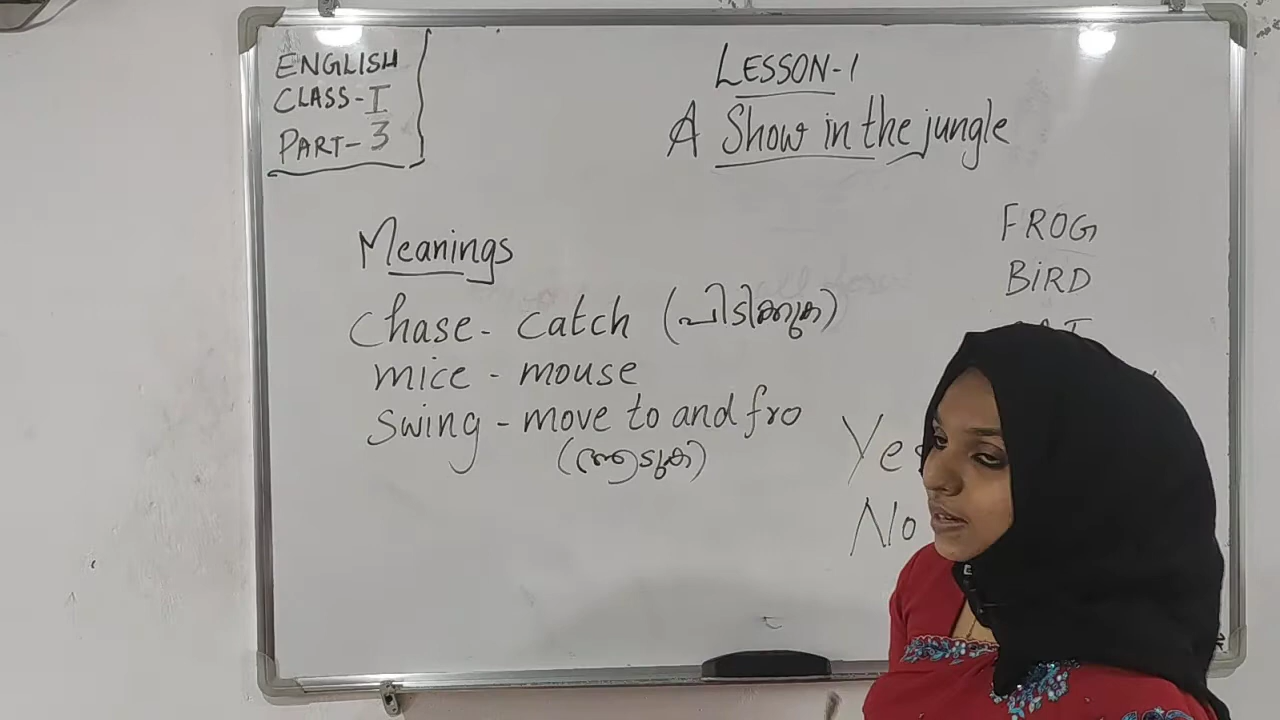 ENGLISH
CLASS-I
PART-3
LESSON-1
A Show in the jungle
Meanings
chase - catch (പിടിക്കുക)
mice - mouse
swing - move to and fro
(ആടുക)
FROG
BiRD
No